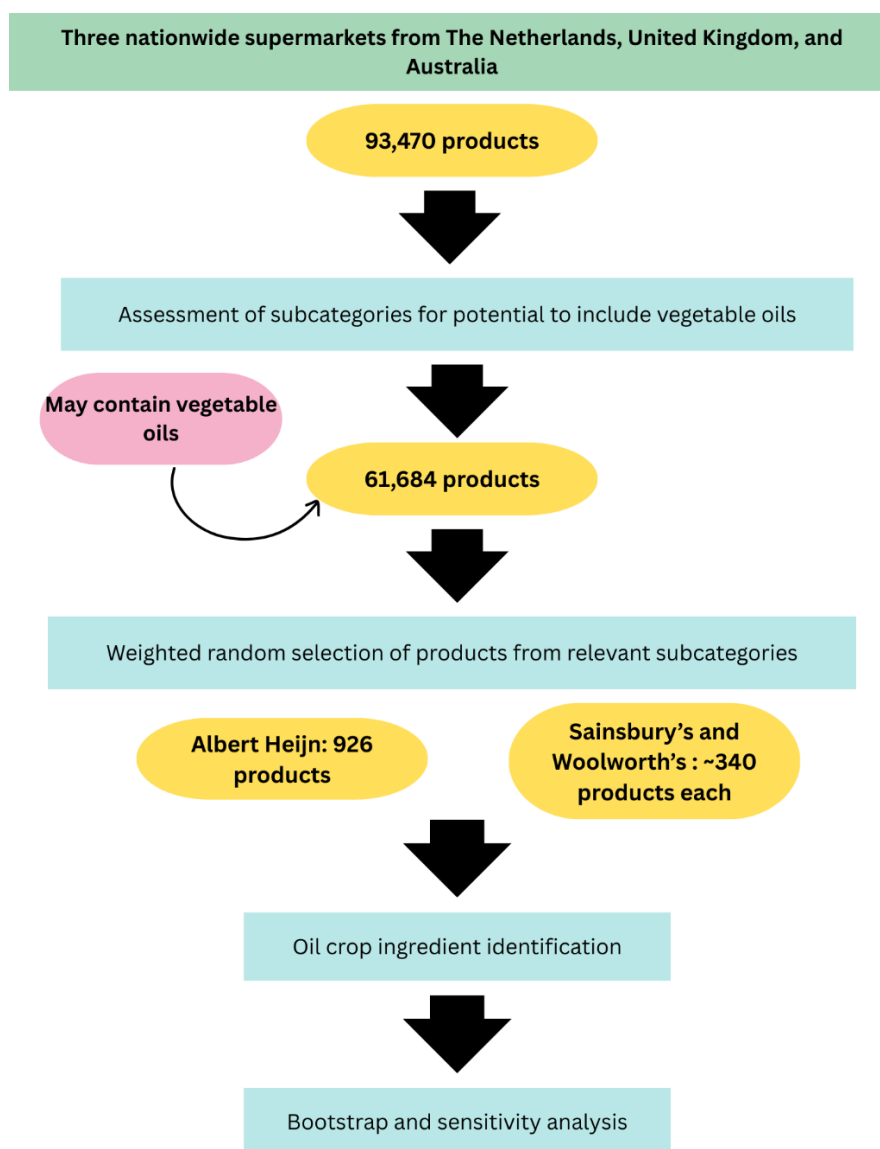 Three nationwide supermarkets from The Netherlands, United Kingdom, and
Australia
93,470 products
Assessment of subcategories for potential to include vegetable oils
May contain vegetable
oils
61,684 products
Weighted random selection of products from relevant subcategories
Albert Heijn: 926
products
Sainsbury’s and
Woolworth’s : ~340
products each
Oil crop ingredient identification
Bootstrap and sensitivity analysis